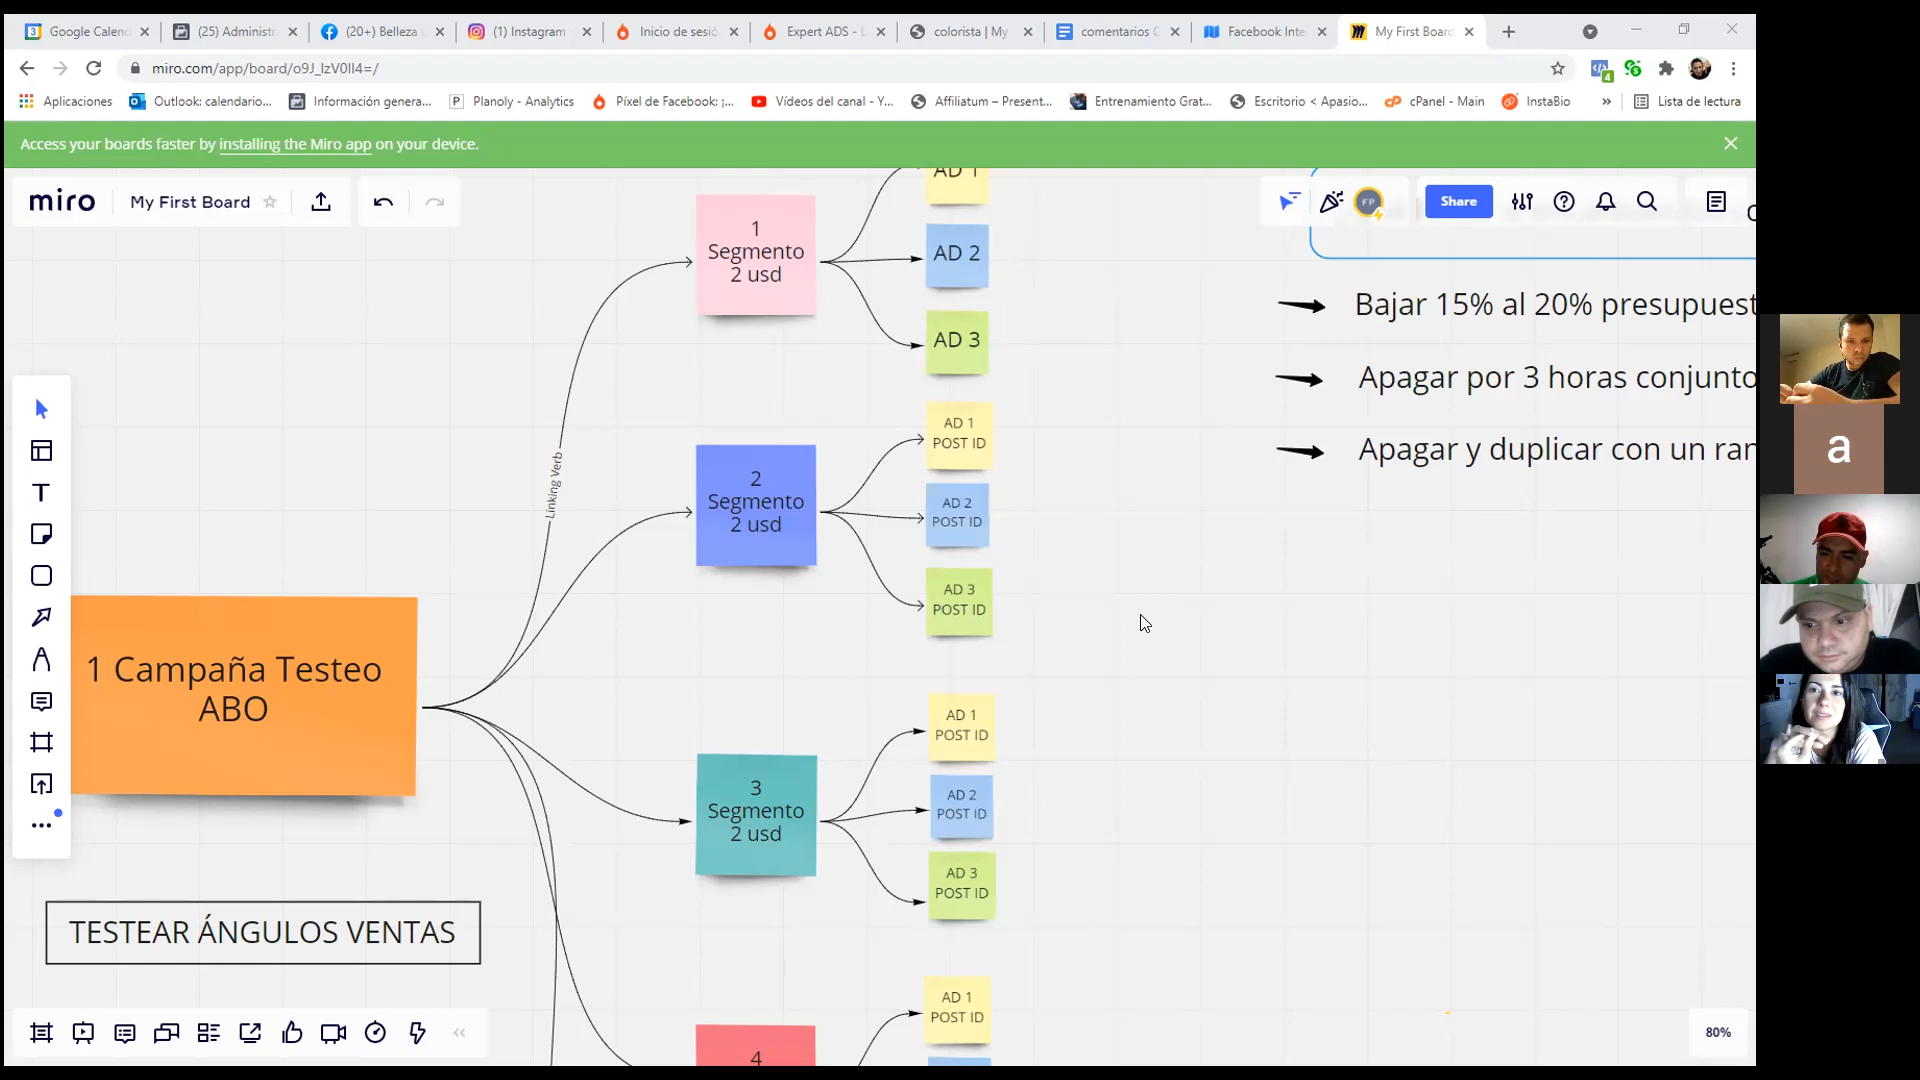 Google Calend
(25) Administra
(20+) Belleza
(1) Instagram
Inicio de sesió
Expert ADS - L
colorista | My
comentarios C
Facebook Inte
My First Board
miro.com/app/board/o9J_lzV0lI4=/
4
Aplicaciones
Outlook: calendario...
Información genera...
Planoly - Analytics
Píxel de Facebook: ¡...
Vídeos del canal - Y...
Affiliatum – Present...
Entrenamiento Grat...
Escritorio < Apasio...
cPanel - Main
InstaBio
»
Lista de lectura
Access your boards faster by installing the Miro app on your device.
miro
My First Board
FP
Share
AD 1
1
Segmento
2 usd
AD 2
AD 3
Bajar 15% al 20% presupuest
Apagar por 3 horas conjunto
Apagar y duplicar con un ran
Linking Verb
2
Segmento
2 usd
AD 1
POST ID
AD 2
POST ID
AD 3
POST ID
a
1 Campaña Testeo
ABO
3
Segmento
2 usd
AD 1
POST ID
AD 2
POST ID
AD 3
POST ID
TESTEAR ÁNGULOS VENTAS
4
AD 1
POST ID
80%